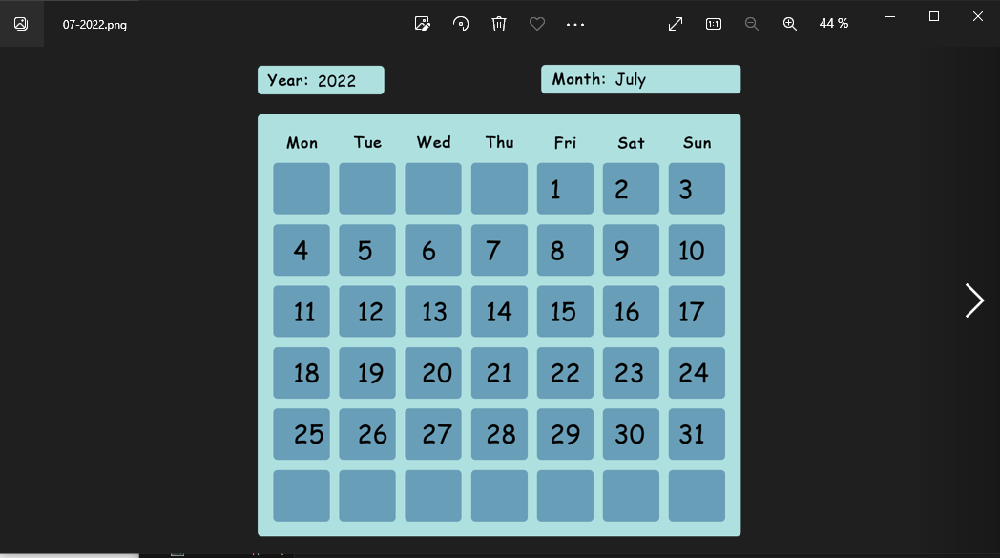 07-2022.png 44 %
Year: 2022 Month: July
Mon Tue Wed Thu Fri Sat Sun
1 2 3
4 5 6 7 8 9 10
11 12 13 14 15 16 17
18 19 20 21 22 23 24
25 26 27 28 29 30 31